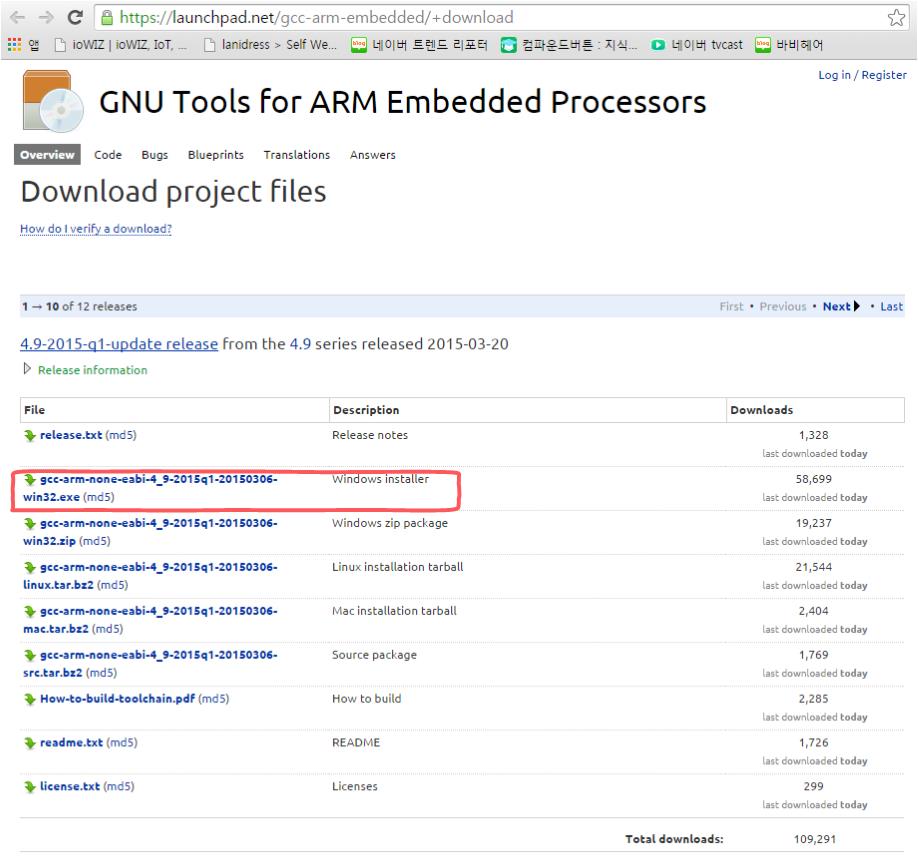 https://launchpad.net/gcc-arm-embedded/+download
앱 ioWIZ | ioWIZ, IoT, ... lanidress > Self We... 네이버 트렌드 리포터 컴파운드버튼 : 지식... 네이버 tvcast 바비헤어
Log in / Register
GNU Tools for ARM Embedded Processors
Overview Code Bugs Blueprints Translations Answers
Download project files
How do I verify a download?
1 → 10 of 12 releases First • Previous • Next • Last
4.9-2015-q1-update release from the 4.9 series released 2015-03-20
Release information
File Description Downloads
release.txt (md5) Release notes 1,328
last downloaded today
gcc-arm-none-eabi-4_9-2015q1-20150306- Windows installer 58,699
win32.exe (md5) last downloaded today
gcc-arm-none-eabi-4_9-2015q1-20150306- Windows zip package 19,237
win32.zip (md5) last downloaded today
gcc-arm-none-eabi-4_9-2015q1-20150306- Linux installation tarball 21,544
linux.tar.bz2 (md5) last downloaded today
gcc-arm-none-eabi-4_9-2015q1-20150306- Mac installation tarball 2,404
mac.tar.bz2 (md5) last downloaded today
gcc-arm-none-eabi-4_9-2015q1-20150306- Source package 1,769
src.tar.bz2 (md5) last downloaded today
How-to-build-toolchain.pdf (md5) How to build 2,285
last downloaded today
readme.txt (md5) README 1,726
last downloaded today
license.txt (md5) Licenses 299
last downloaded today
Total downloads: 109,291